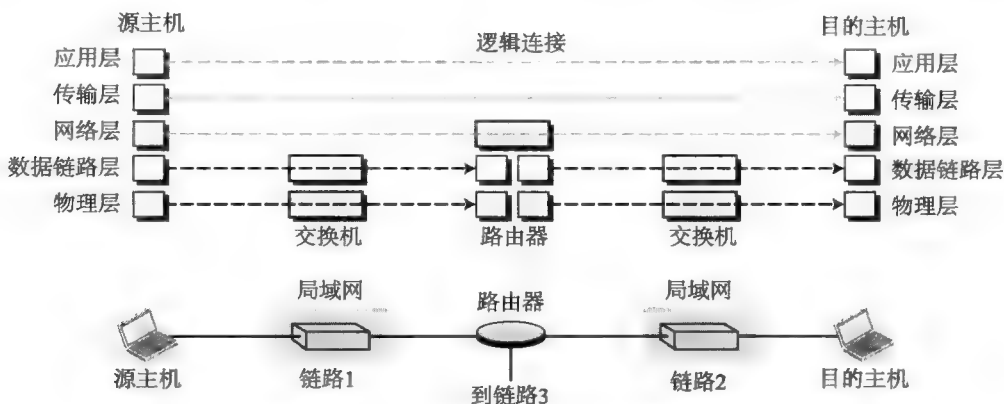 源主机 目的主机
应用层 逻辑连接 应用层
传输层 传输层
网络层 网络层
数据链路层 数据链路层
物理层 物理层
交换机 路由器 交换机
局域网 路由器 局域网
源主机 链路1 到链路3 链路2 目的主机